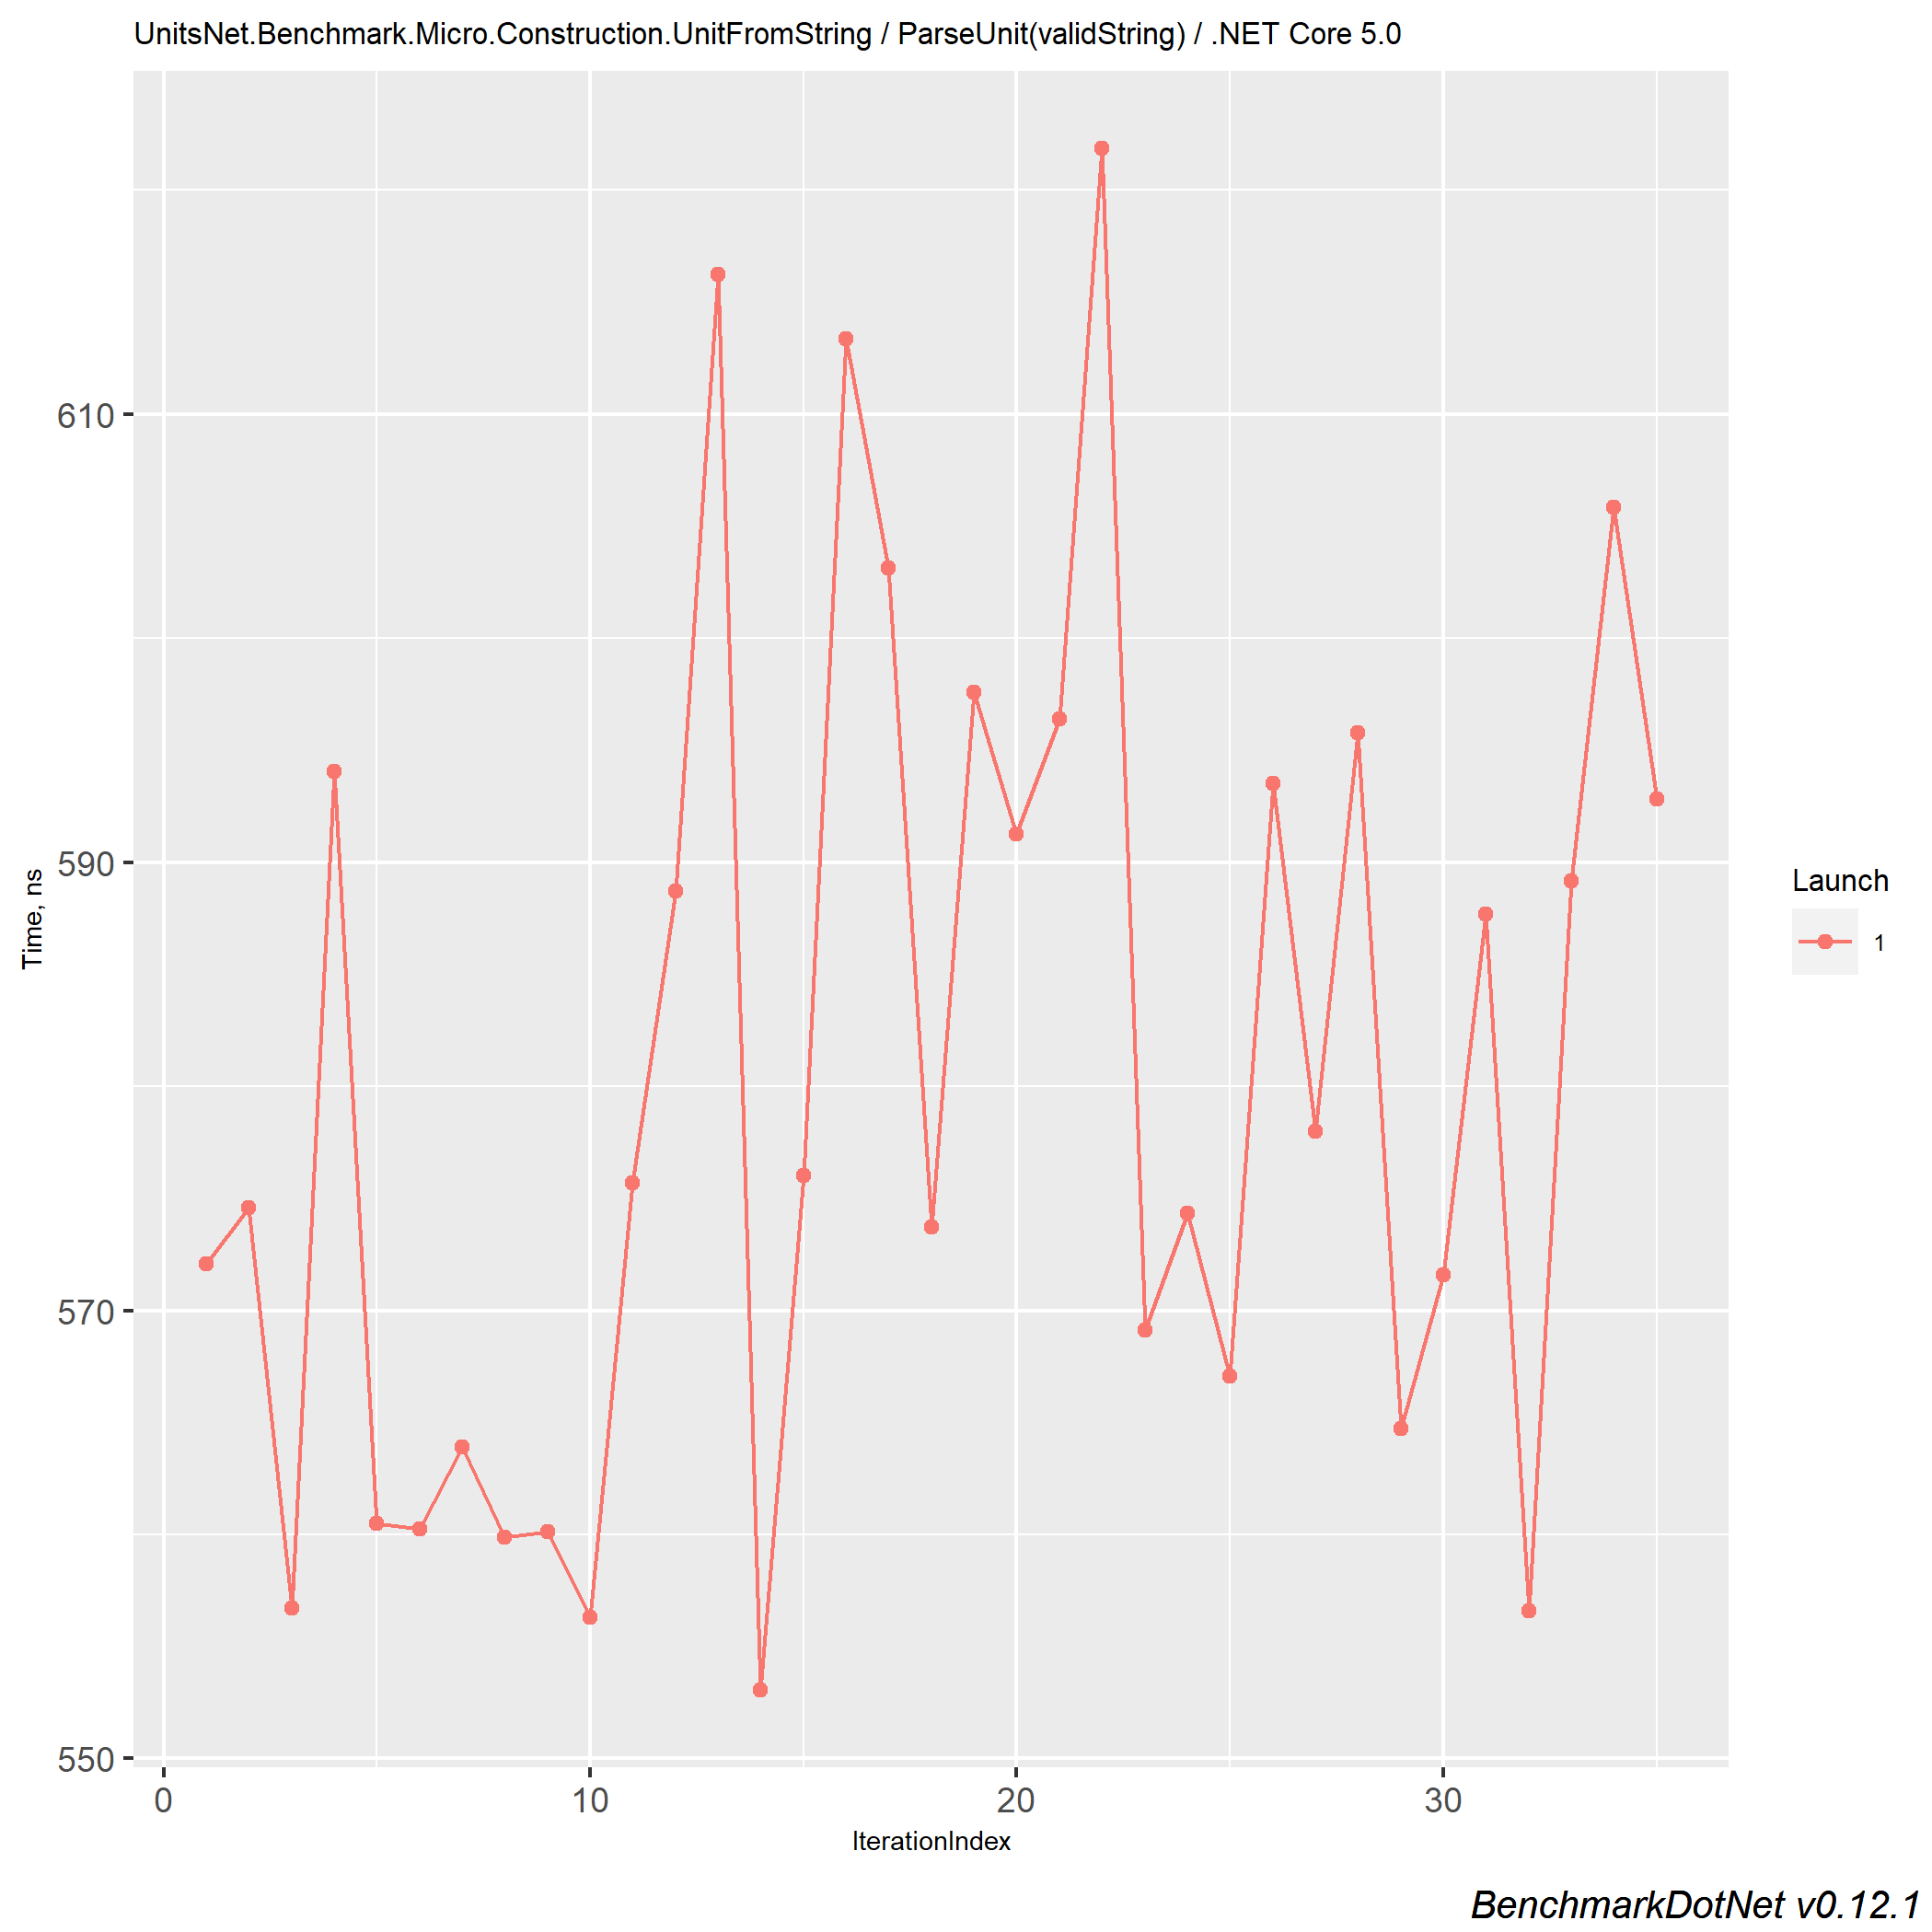 UnitsNet.Benchmark.Micro.Construction.UnitFromString / ParseUnit(validString) / .NET Core 5.0
610
590
570
550
Time, ns
0 10 20 30
IterationIndex
Launch
1
BenchmarkDotNet v0.12.1